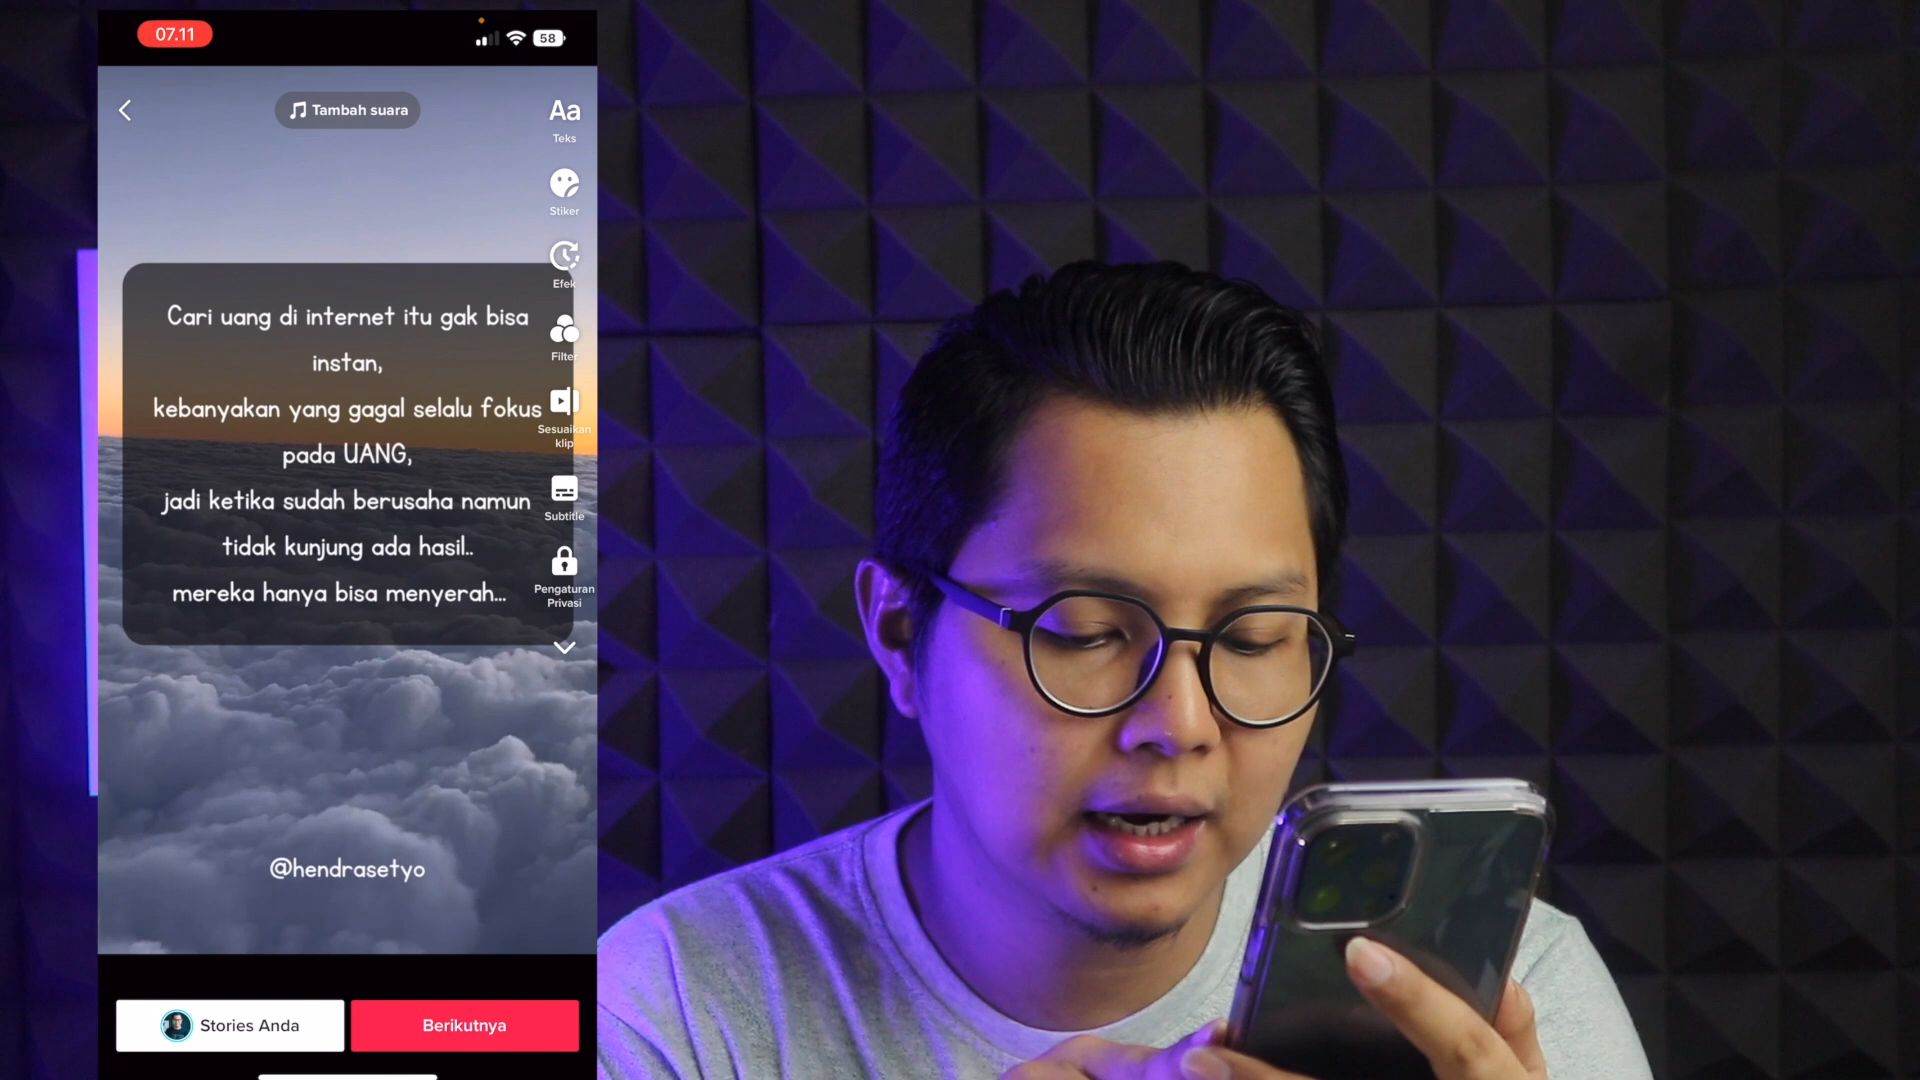 07.11
58
Tambah suara
Aa
Teks
Stiker
Efek
Filter
Sesuaikan
klip
Subtitle
Pengaturan
Privasi
Cari uang di internet itu gak bisa
instan,
kebanyakan yang gagal selalu fokus
pada UANG,
jadi ketika sudah berusaha namun
tidak kunjung ada hasil..
mereka hanya bisa menyerah...
@hendrasetyo
Stories Anda
Berikutnya